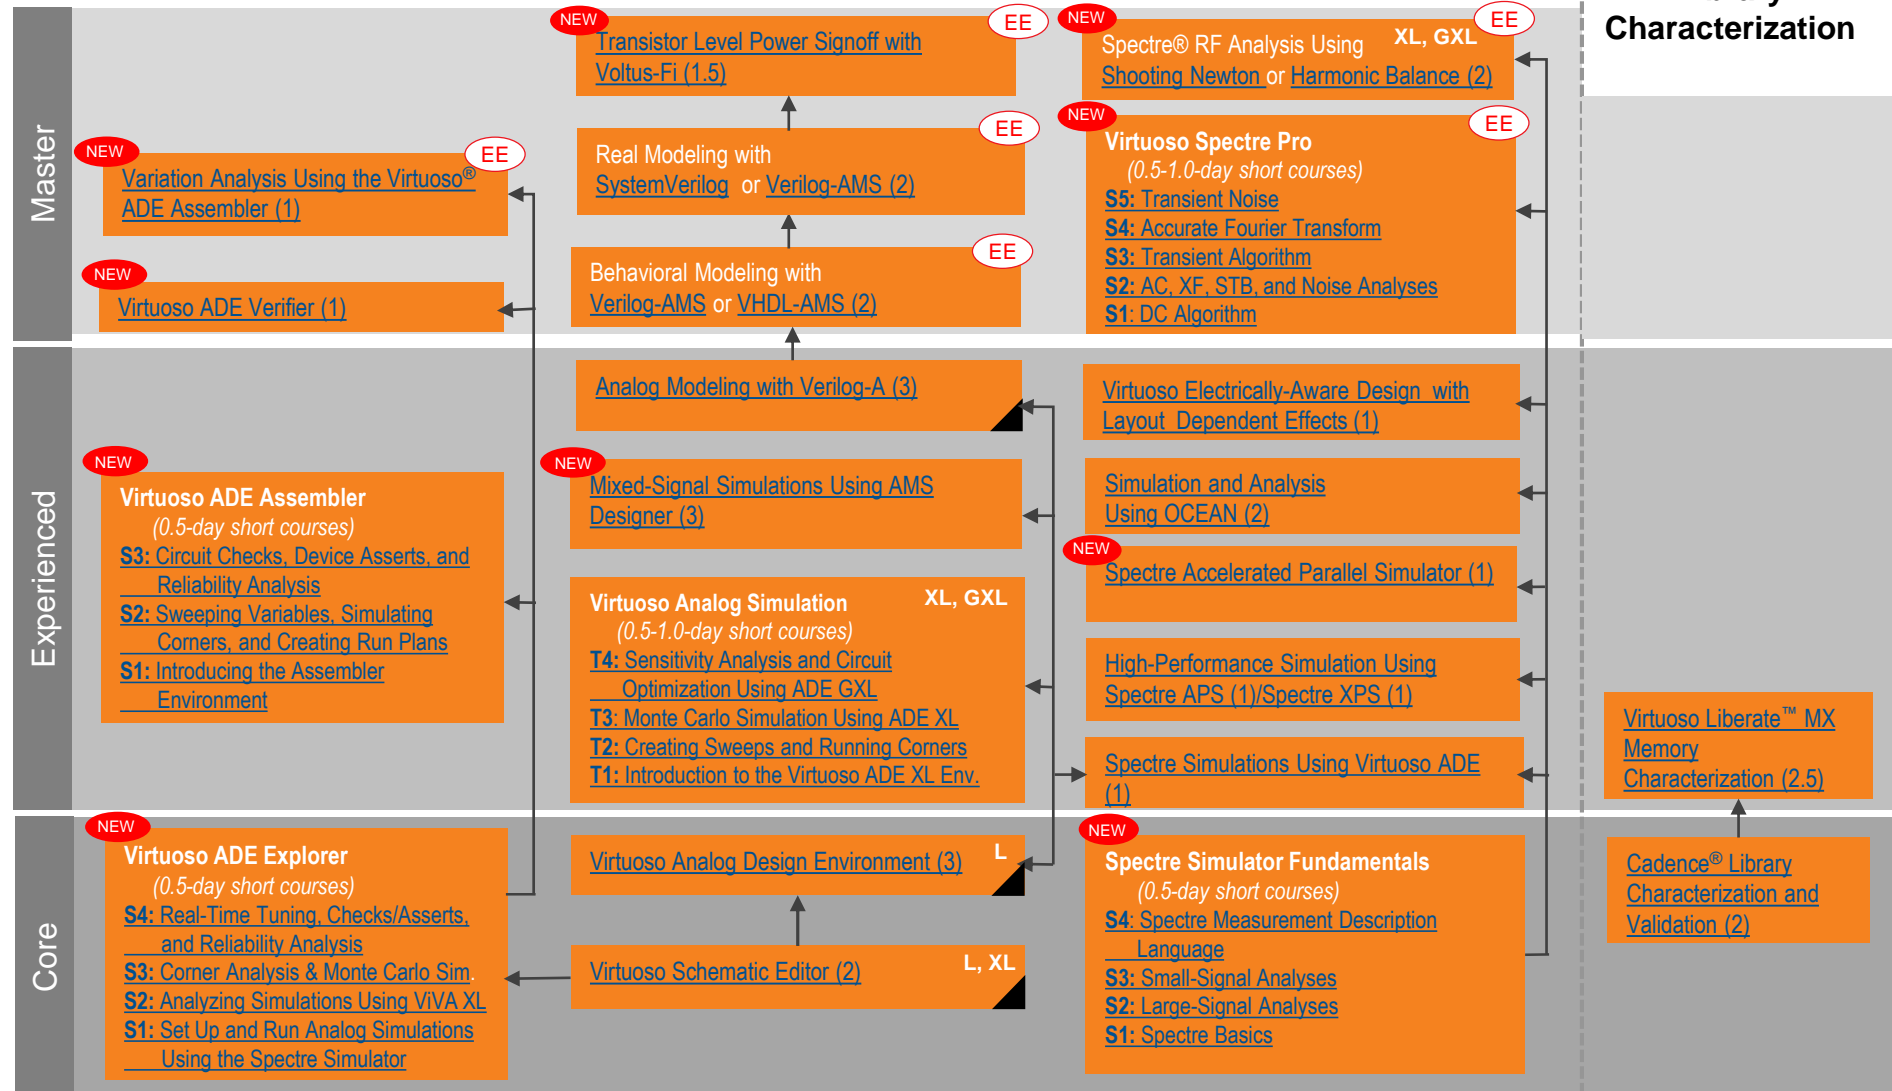 Characterization
Master
NEW
EE
Transistor Level Power Signoff with
Voltus-Fi (1.5)
NEW
EE
Spectre® RF Analysis Using
XL, GXL
Shooting Newton or Harmonic Balance (2)
NEW
EE
Variation Analysis Using the Virtuoso®
ADE Assembler (1)
EE
Real Modeling with
SystemVerilog or Verilog-AMS (2)
NEW
EE
Virtuoso Spectre Pro
(0.5-1.0-day short courses)
S5: Transient Noise
S4: Accurate Fourier Transform
S3: Transient Algorithm
S2: AC, XF, STB, and Noise Analyses
S1: DC Algorithm
NEW
Virtuoso ADE Verifier (1)
EE
Behavioral Modeling with
Verilog-AMS or VHDL-AMS (2)
Experienced
Analog Modeling with Verilog-A (3)
Virtuoso Electrically-Aware Design with
Layout Dependent Effects (1)
NEW
Virtuoso ADE Assembler
(0.5-day short courses)
S3: Circuit Checks, Device Asserts, and
Reliability Analysis
S2: Sweeping Variables, Simulating
Corners, and Creating Run Plans
S1: Introducing the Assembler
Environment
NEW
Mixed-Signal Simulations Using AMS
Designer (3)
Simulation and Analysis
Using OCEAN (2)
NEW
Spectre Accelerated Parallel Simulator (1)
Virtuoso Analog Simulation
XL, GXL
(0.5-1.0-day short courses)
T4: Sensitivity Analysis and Circuit
Optimization Using ADE GXL
T3: Monte Carlo Simulation Using ADE XL
T2: Creating Sweeps and Running Corners
T1: Introduction to the Virtuoso ADE XL Env.
High-Performance Simulation Using
Spectre APS (1)/Spectre XPS (1)
Spectre Simulations Using Virtuoso ADE
(1)
Virtuoso Liberate™ MX
Memory
Characterization (2.5)
Core
NEW
Virtuoso ADE Explorer
(0.5-day short courses)
S4: Real-Time Tuning, Checks/Asserts,
and Reliability Analysis
S3: Corner Analysis & Monte Carlo Sim.
S2: Analyzing Simulations Using ViVA XL
S1: Set Up and Run Analog Simulations
Using the Spectre Simulator
Virtuoso Analog Design Environment (3)
L
Virtuoso Schematic Editor (2)
L, XL
NEW
Spectre Simulator Fundamentals
(0.5-day short courses)
S4: Spectre Measurement Description
Language
S3: Small-Signal Analyses
S2: Large-Signal Analyses
S1: Spectre Basics
Cadence® Library
Characterization and
Validation (2)